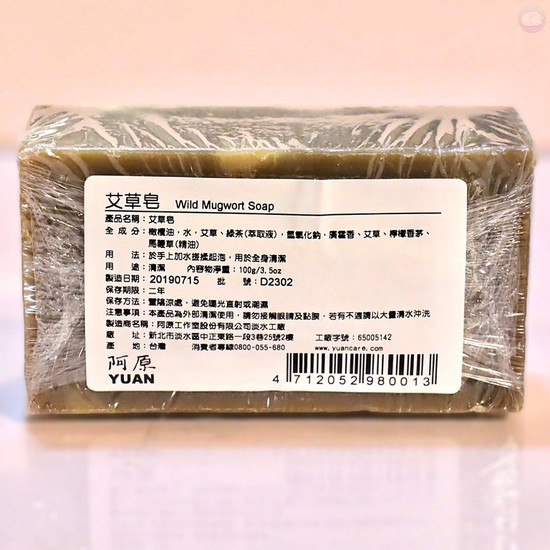 艾草皂 Wild Mugwort Soap
產品名稱：艾草皂
全 成 分：橄欖油，水，艾草、綠茶(萃取液)，氫氧化鈉，廣藿香、艾草、檸檬香茅、
馬鞭草(精油)
用　　法：於手上加水搓揉起泡，用於全身清潔
用　　途：清潔　內容物淨重：100g/3.5oz
製造日期：20190715　批　號：D2302
保存期限：二年
保存方法：置陰涼處，避免陽光直射或潮濕
注意事項：本產品為外部清潔使用，請勿接觸眼睛及黏膜，若有不適請以大量清水沖洗
製造商名稱：阿原工作室股份有限公司淡水工廠
廠　　址：新北市淡水區中正東路一段3巷25號2樓　工廠字號：65005142
產　　地：台灣　消費者專線0800-055-680　www.yuancare.com
阿原
YUAN
4 712052 980013